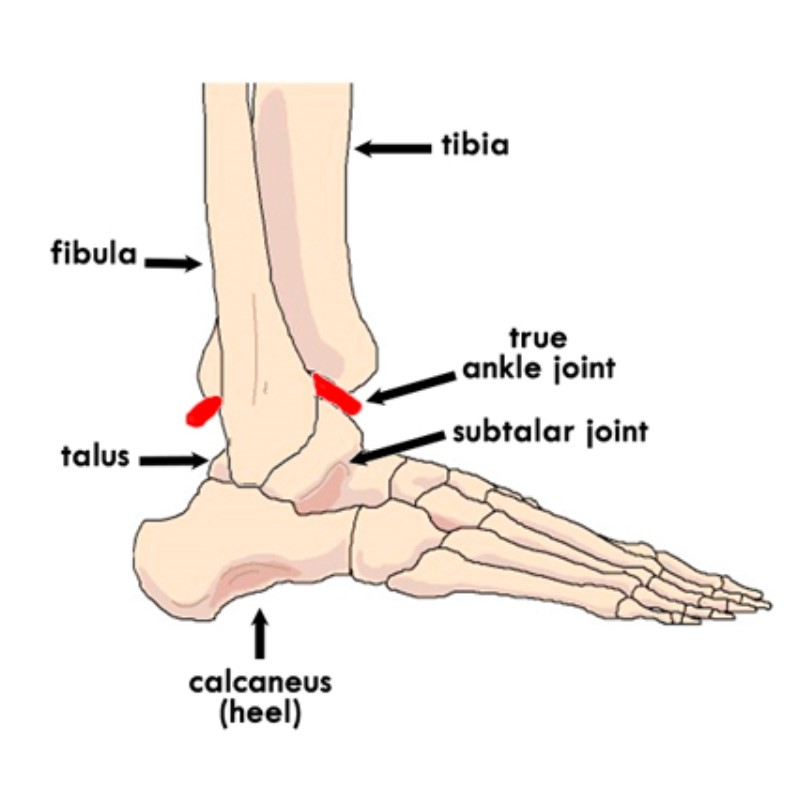 tibia
fibula
true
ankle joint
subtalar joint
talus
calcaneus
(heel)